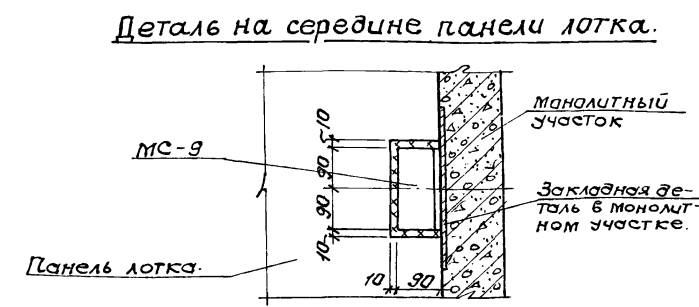 Деталь на середине панели лотка.
монолитный
участок
МС-9
Закладная де-
таль в монолит-
ном участке.
Панель лотка.
~10
90
90
10~
10
90